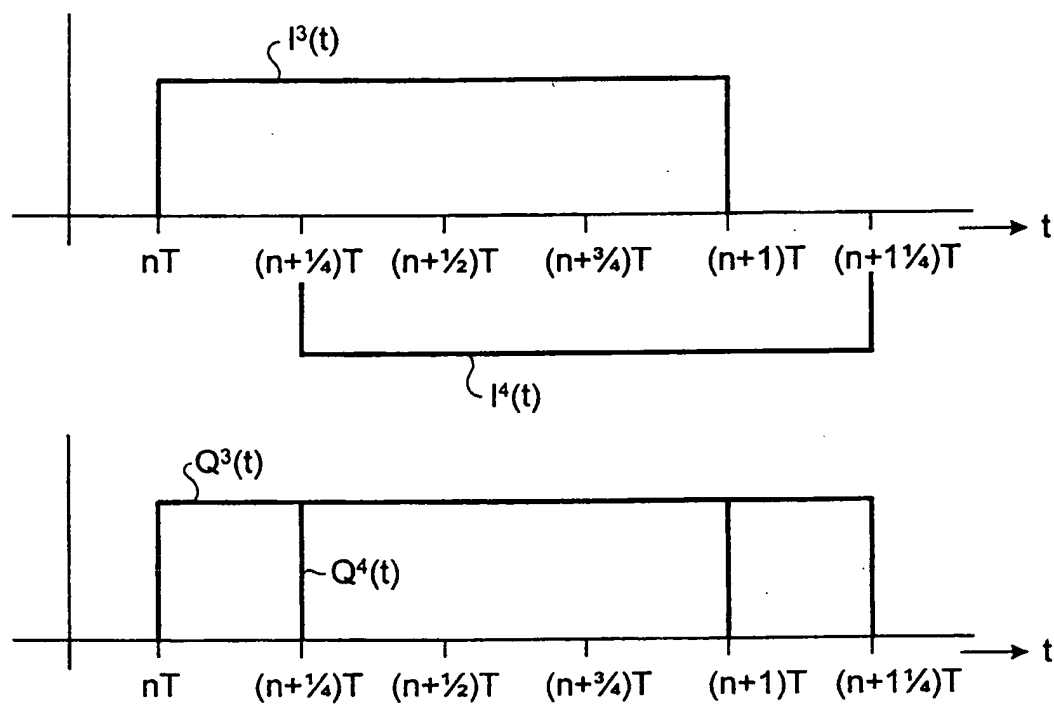 I³(t)
t
nT (n+¼)T (n+½)T (n+¾)T (n+1)T (n+1¼)T
I⁴(t)
Q³(t)
Q⁴(t)
t
nT (n+¼)T (n+½)T (n+¾)T (n+1)T (n+1¼)T